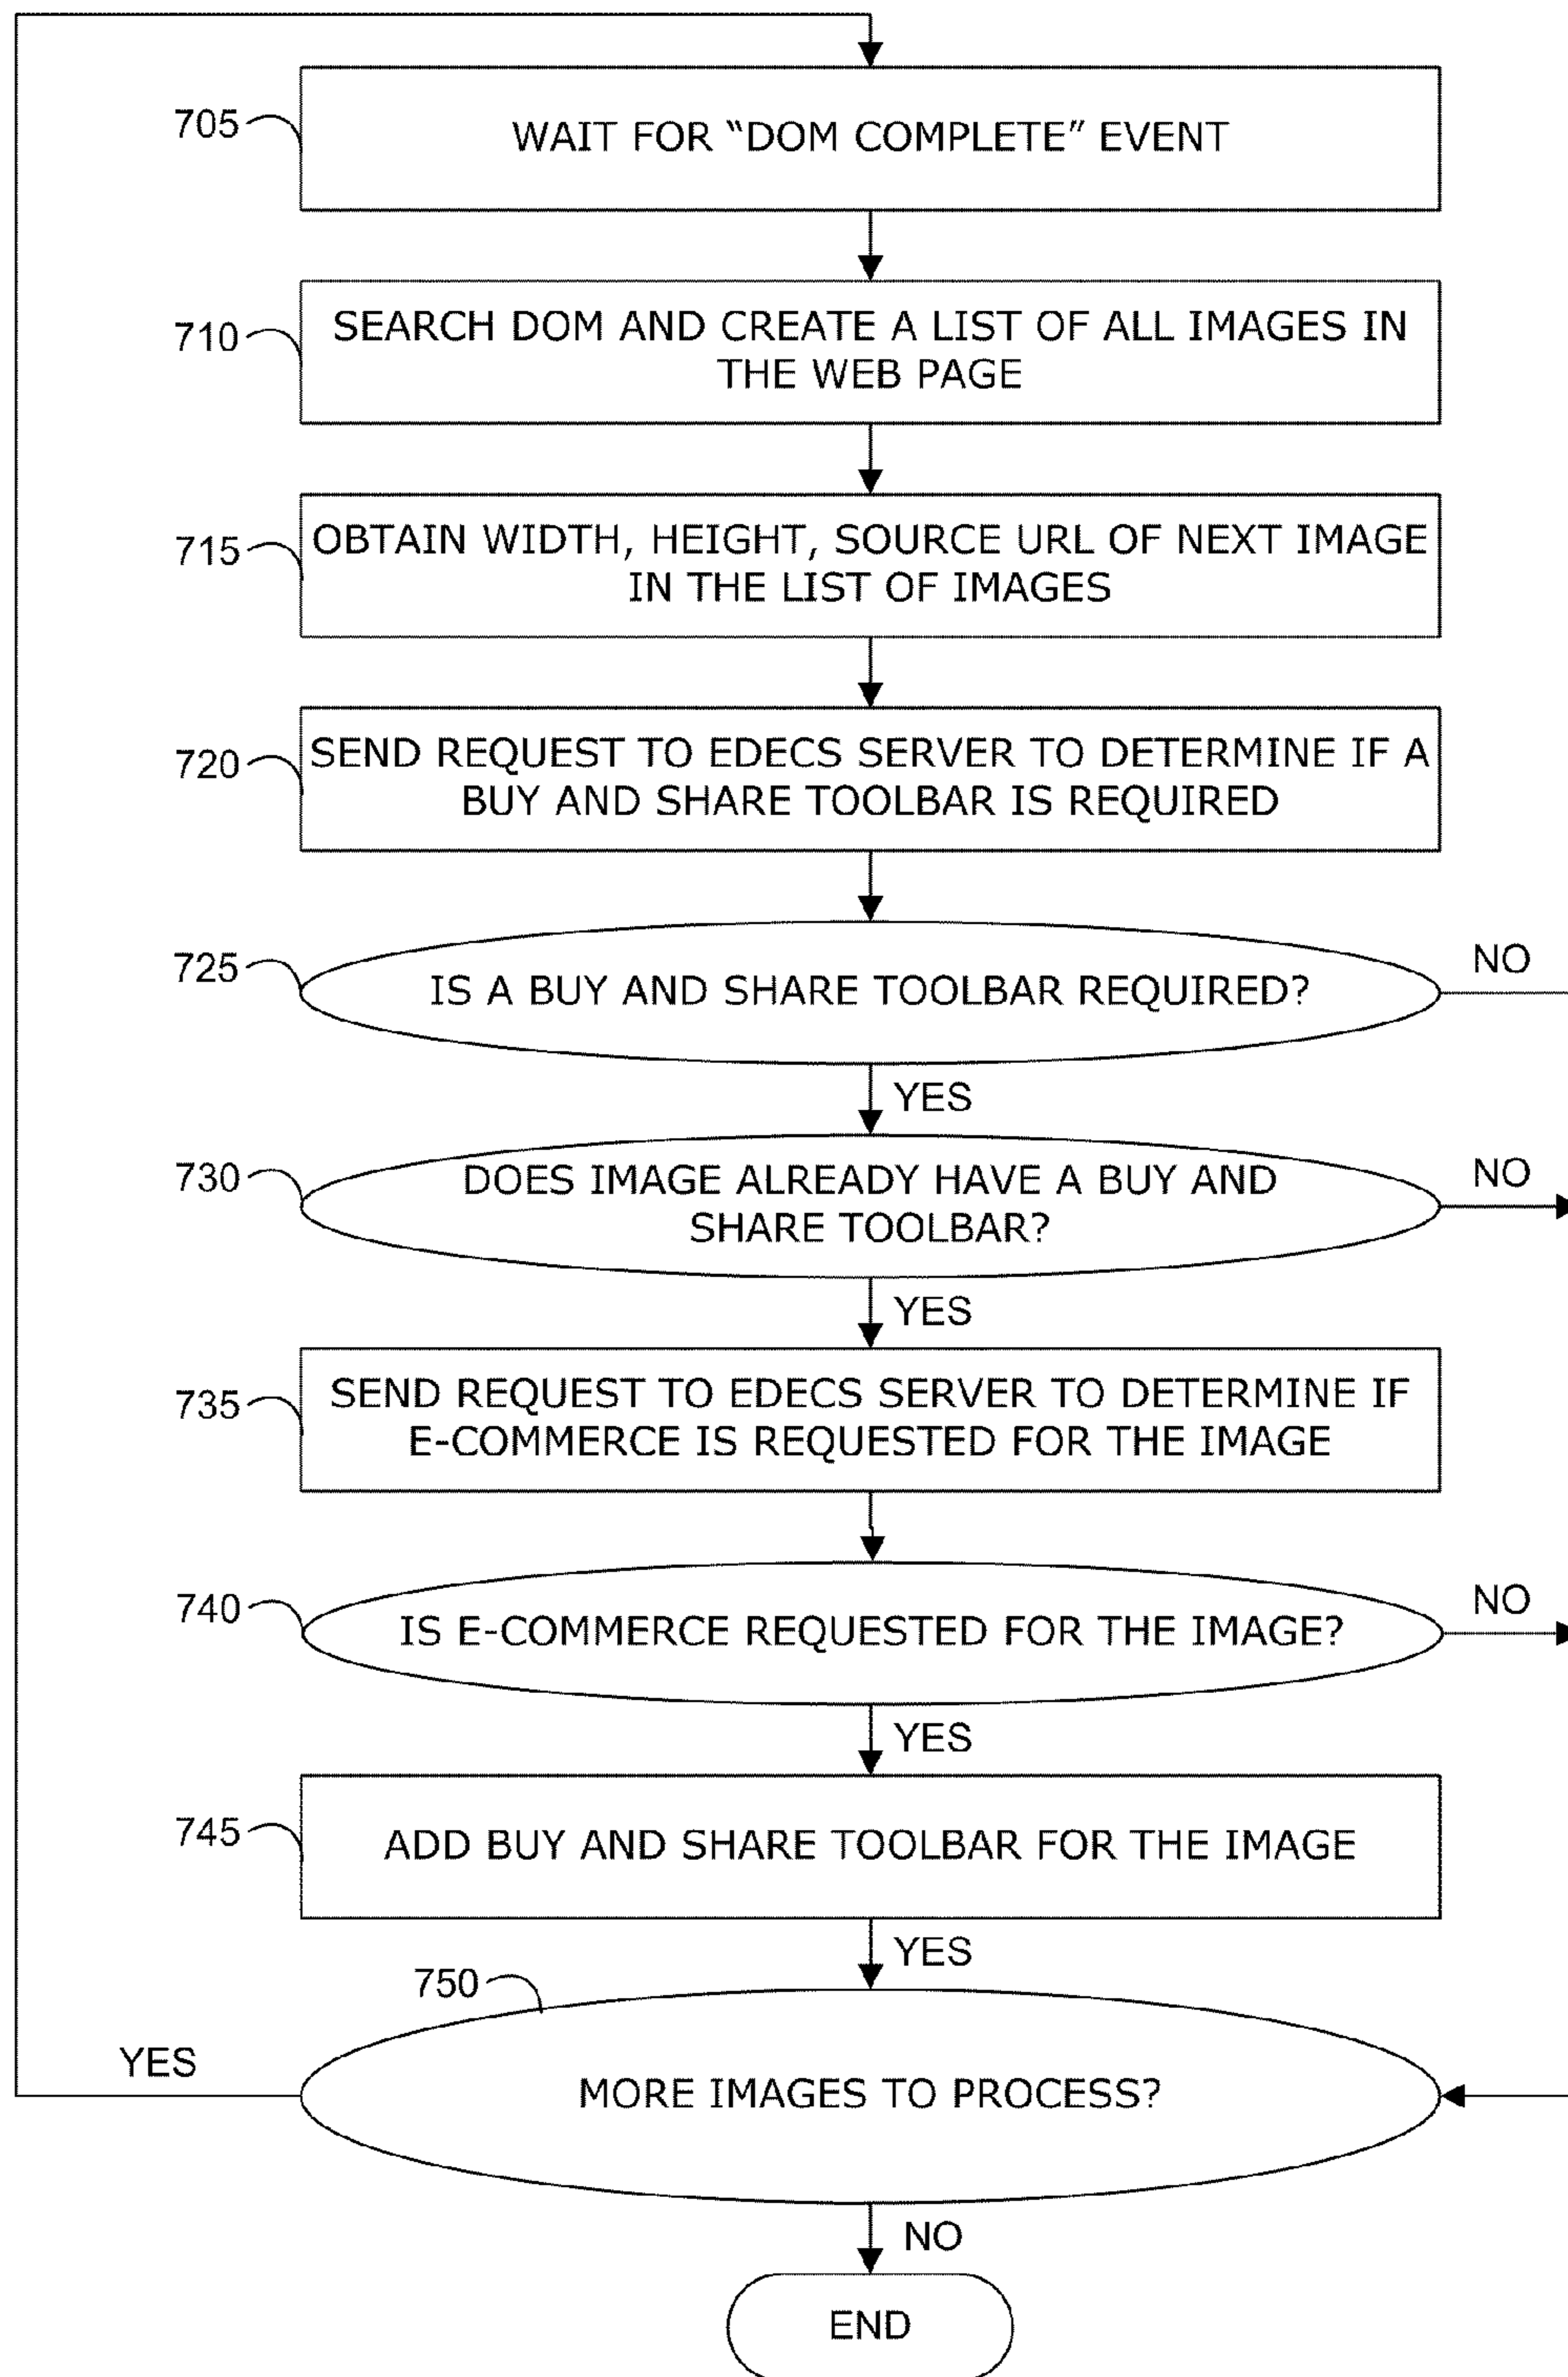 705
WAIT FOR “DOM COMPLETE” EVENT
710
SEARCH DOM AND CREATE A LIST OF ALL IMAGES IN
THE WEB PAGE
715
OBTAIN WIDTH, HEIGHT, SOURCE URL OF NEXT IMAGE
IN THE LIST OF IMAGES
720
SEND REQUEST TO EDECS SERVER TO DETERMINE IF A
BUY AND SHARE TOOLBAR IS REQUIRED
725
IS A BUY AND SHARE TOOLBAR REQUIRED?
NO
YES
730
DOES IMAGE ALREADY HAVE A BUY AND
SHARE TOOLBAR?
NO
YES
735
SEND REQUEST TO EDECS SERVER TO DETERMINE IF
E-COMMERCE IS REQUESTED FOR THE IMAGE
740
IS E-COMMERCE REQUESTED FOR THE IMAGE?
NO
YES
745
ADD BUY AND SHARE TOOLBAR FOR THE IMAGE
YES
750
MORE IMAGES TO PROCESS?
YES
NO
END